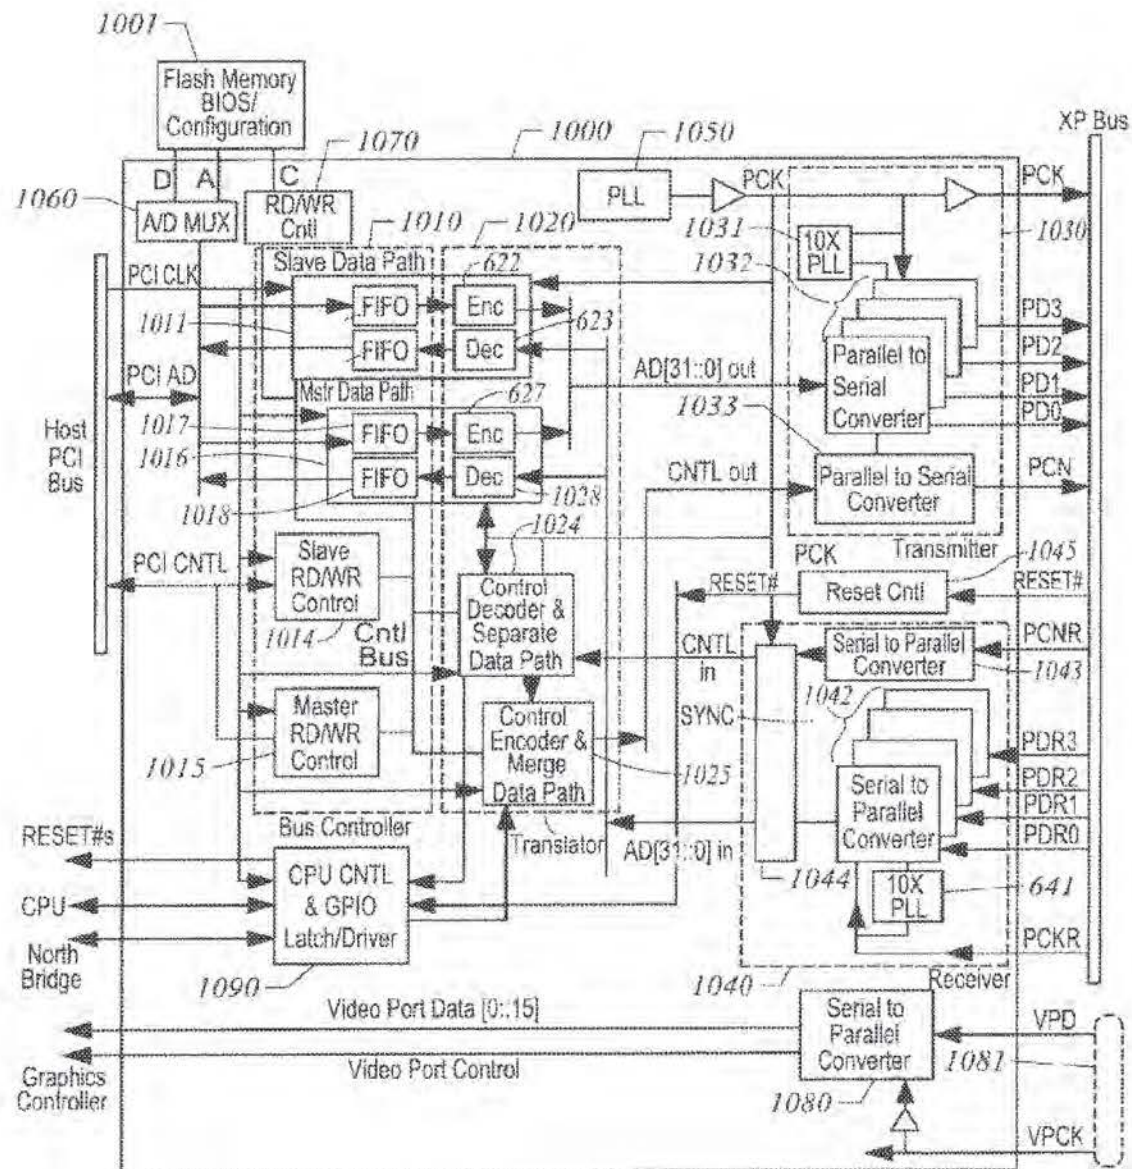 1001
Flash Memory
BIOS/
Configuration
1000
1070
1050
XP Bus
D A C
1060
A/D MUX
RD/WR
Cntl
1010
1020
PLL
PCK
PCK
1031
10X
PLL
1030
1032
PCI CLK
Slave Data Path
622
FIFO
Enc
1011
FIFO
Dec
623
PD3
PD2
PD1
PD0
Parallel to
Serial
Converter
AD[31::0] out
PCI AD
Mstr Data Path
627
1033
1017
FIFO
Enc
Host
PCI
Bus
1016
FIFO
Dec
CNTL out
Parallel to Serial
Converter
PCN
1018
1028
1024
Transmitter
PCI CNTL
Slave
RD/WR
Control
1014
Control
Decoder &
Separate
Data Path
PCK
1045
RESET#
Reset Cntl
RESET#
Cntl
Bus
CNTL
in
Serial to Parallel
Converter
PCNR
1043
1042
SYNC
Master
RD/WR
Control
1015
Control
Encoder &
Merge
Data Path
1025
PDR3
PDR2
PDR1
PDR0
Serial to
Parallel
Converter
Bus Controller
Translator
AD[31::0] in
1044
10X
PLL
641
RESET#s
CPU
North
Bridge
CPU CNTL
& GPIO
Latch/Driver
1090
PCKR
1040
Receiver
Video Port Data [0::15]
Serial to
Parallel
Converter
VPD
1081
Video Port Control
Graphics
Controller
1080
VPCK